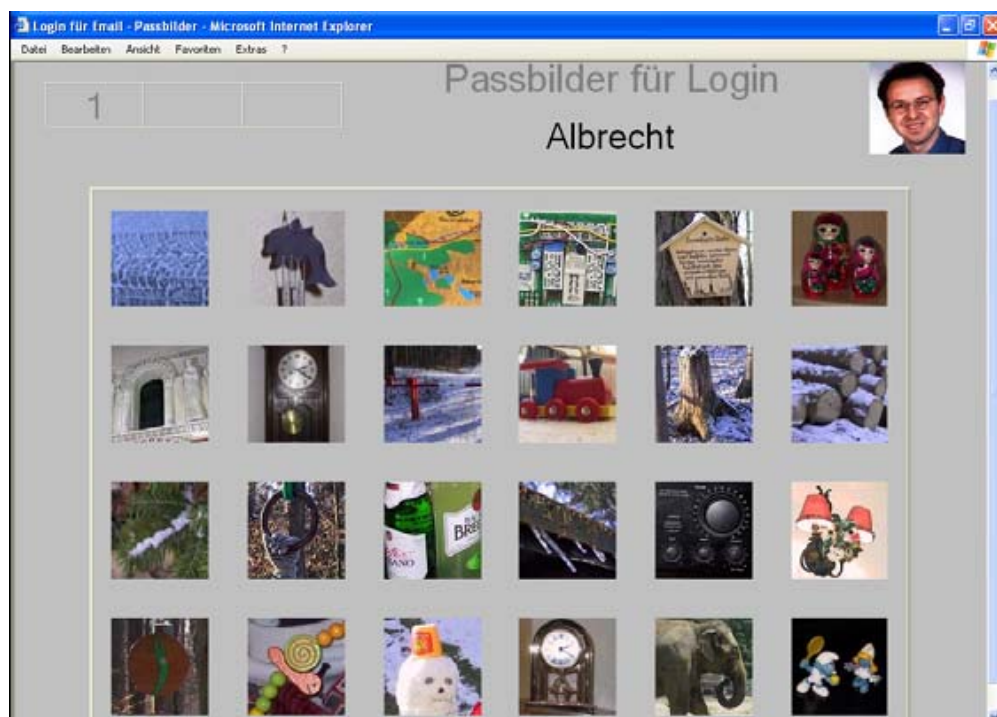 Login für Email - Passbilder - Microsoft Internet Explorer
Datei Bearbeiten Ansicht Favoriten Extras ?
Passbilder für Login
1
Albrecht